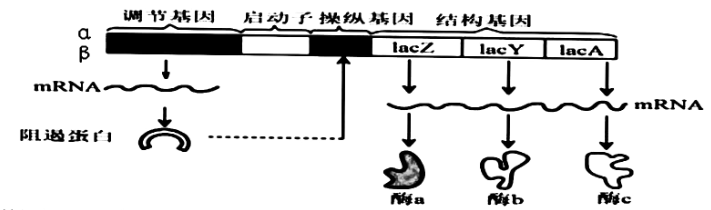 调节基因 启动子 操纵基因 结构基因
α
β lacZ lacY lacA
mRNA mRNA
阻遏蛋白
酶a 酶b 酶c